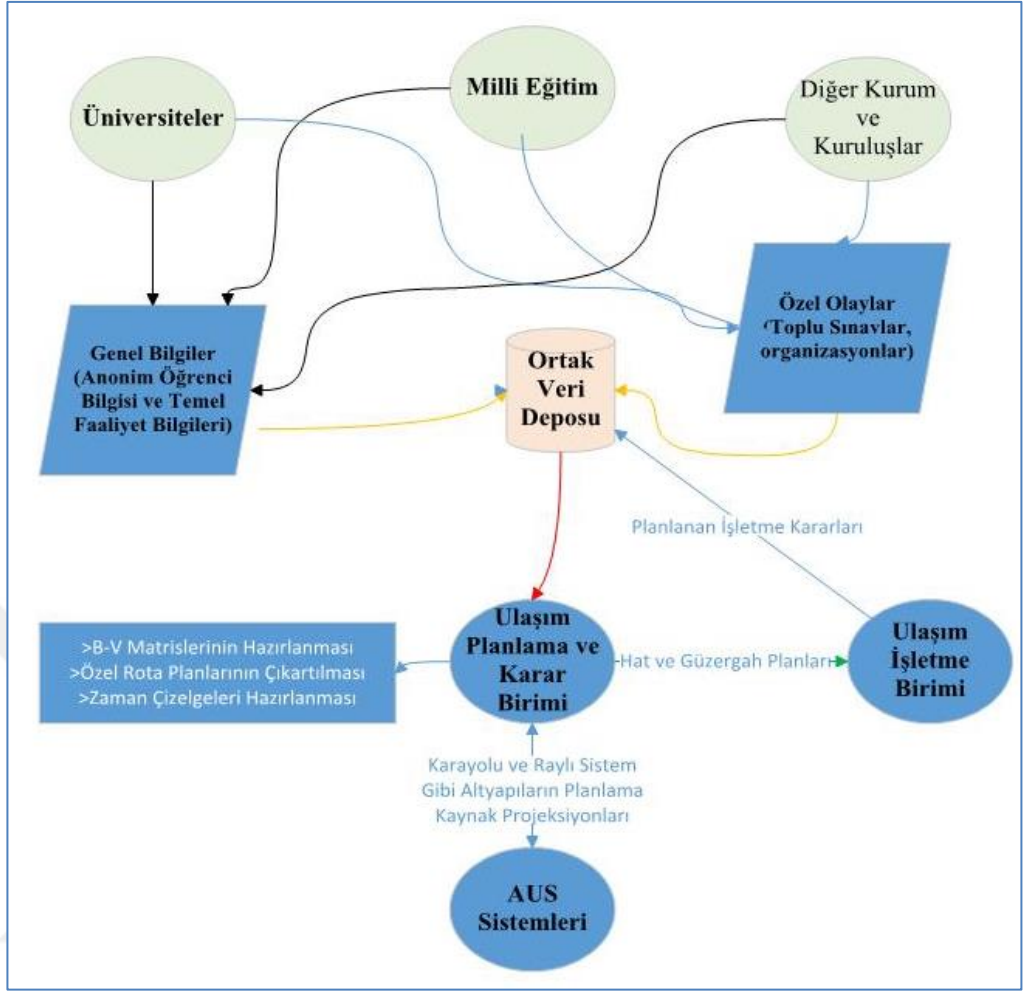 Üniversiteler
Milli Eğitim
Diğer Kurum
ve
Kuruluşlar
Genel Bilgiler
(Anonim Öğrenci
Bilgisi ve Temel
Faaliyet Bilgileri)
Ortak
Veri
Deposu
Özel Olaylar
(Toplu Sınavlar,
organizasyonlar)
Planlanan İşletme Kararları
>B-V Matrislerinin Hazırlanması
>Özel Rota Planlarının Çıkartılması
>Zaman Çizelgeleri Hazırlanması
Ulaşım
Planlama ve
Karar
Birimi
Hat ve Güzergah Planları
Ulaşım
İşletme
Birimi
Karayolu ve Raylı Sistem
Gibi Altyapıların Planlama
Kaynak Projeksiyonları
AUS
Sistemleri